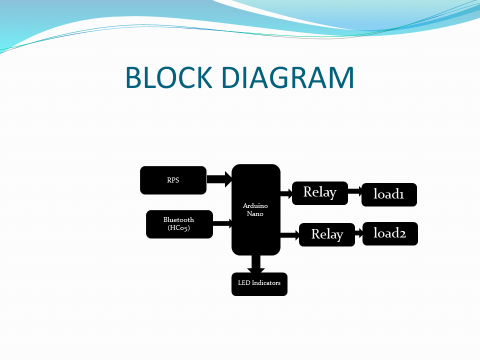 BLOCK DIAGRAM
RPS
Arduino
Nano
Relay
load1
Bluetooth
(HC05)
Relay
load2
LED Indicators